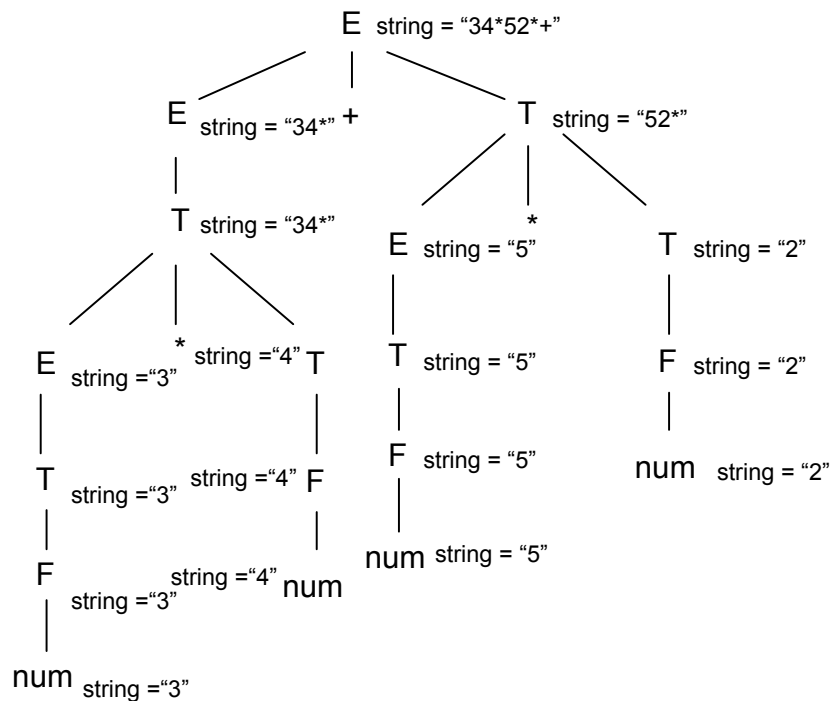 E string = “34*52*+”
E string = “34*” + T string = “52*”
T string = “34*” E string = “5” * T string = “2”
E string =“3” * string =“4” T T string = “5” F string = “2”
T string =“3” string =“4” F F string = “5” num string = “2”
F string =“3” string =“4” num num string = “5”
num string =“3”